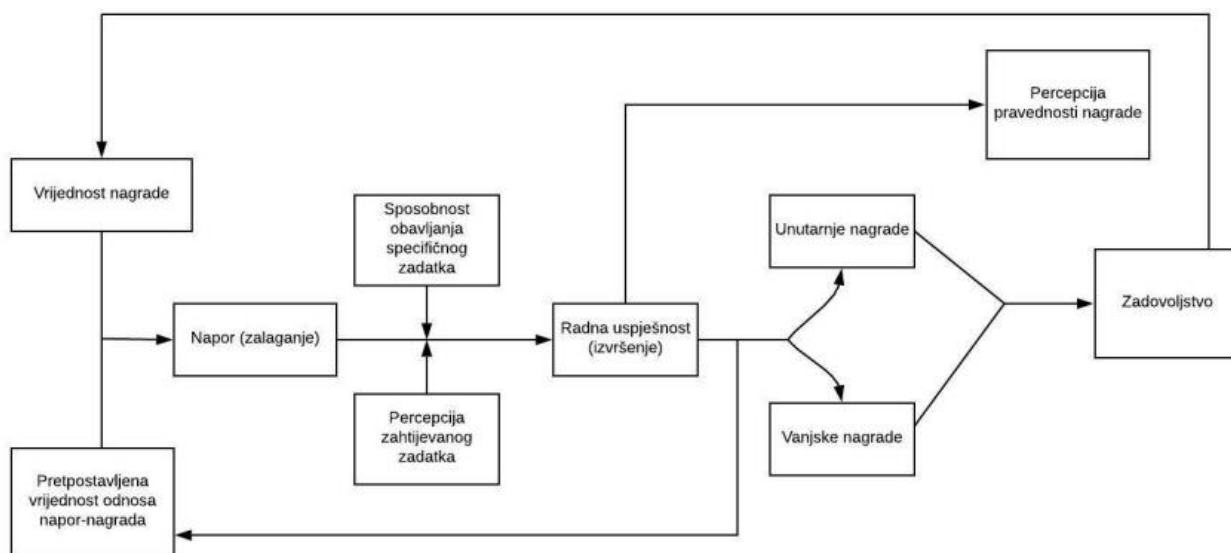 Percepcija
pravednosti nagrade
Vrijednost nagrade
Sposobnost
obavljanja
specifičnog
zadatka
Unutarnje nagrade
Zadovoljstvo
Napor (zalaganje)
Radna uspješnost
(izvršenje)
Percepcija
zahtijevanog
zadatka
Vanjske nagrade
Pretpostavljena
vrijednost odnosa
napor-nagrada